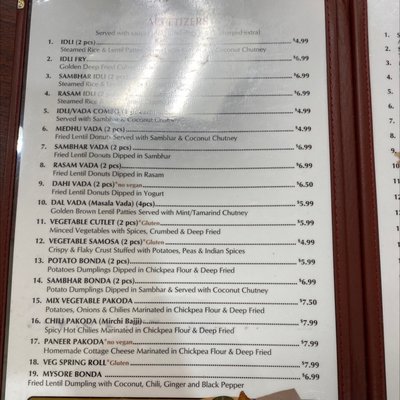 APPETIZERS
1. IDLI (2 pcs) $4.99
Steamed Rice & Lentil Patties & Coconut Chutney
2. IDLI FRY $6.99
Golden Deep Fried
3. SAMBHAR IDLI (2 pcs) $6.99
Steamed Rice
4. RASAM IDLI $6.99
Steamed Rice
5. IDLI/VADA COMBO $4.99
Served with Sambhar & Coconut Chutney
6. MEDHU VADA (2 pcs) $4.99
Fried Lentil Donuts Served with Sambhar & Coconut Chutney
7. SAMBHAR VADA (2 pcs) $6.99
Fried Lentil Donuts Dipped in Sambhar
8. RASAM VADA (2 pcs) $6.99
Fried Lentil Donuts Dipped in Rasam
9. DAHI VADA (2 pcs)*no vegan $6.50
Fried Lentil Donuts Dipped in Yogurt
10. DAL VADA (Masala Vada) (4pcs) $5.99
Golden Brown Lentil Patties Served with Mint/Tamarind Chutney
11. VEGETABLE CUTLET (2 pcs)*Gluten $5.99
Minced Vegetables with Spices, Crumbed & Deep Fried
12. VEGETABLE SAMOSA (2 pcs)*Gluten $4.99
Crispy & Flaky Crust Stuffed with Potatoes, Peas & Indian Spices
13. POTATO BONDA (2 pcs) $5.99
Potatoes Dumplings Dipped in Chickpea Flour & Deep Fried
14. SAMBHAR BONDA (2 pcs) $6.99
Potato Dumplings Dipped in Sambhar & Served with Coconut Chutney
15. MIX VEGETABLE PAKODA $7.50
Potatoes, Onions & Chilies Marinated in Chickpea Flour & Deep Fried
16. CHILI PAKODA (Mirchi Bajji) $7.99
Spicy Hot Chilies Marinated in Chickpea Flour & Deep Fried
17. PANEER PAKODA*no vegan $7.99
Homemade Cottage Cheese Marinated in Chickpea Flour & Deep Fried
18. VEG SPRING ROLL*Gluten $7.99
19. MYSORE BONDA $6.99
Fried Lentil Dumpling with Coconut, Chili, Ginger and Black Pepper